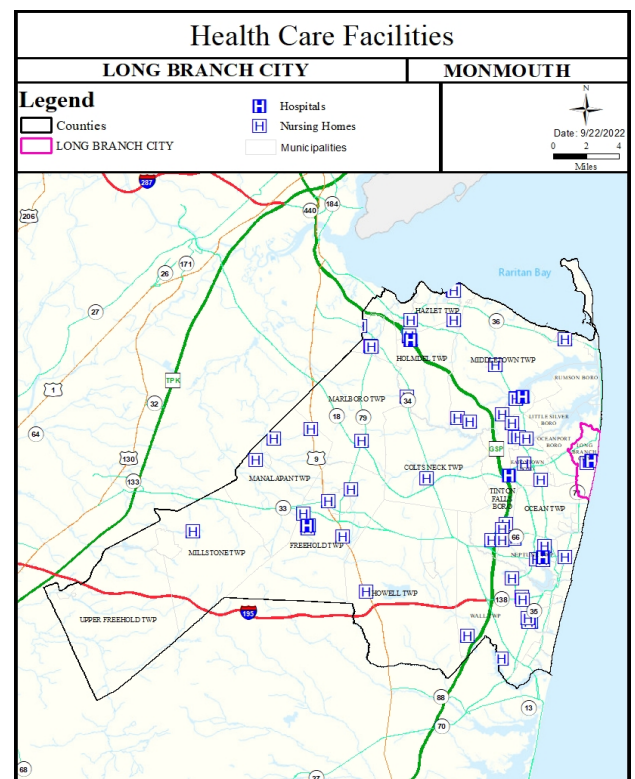 Health Care Facilities
LONG BRANCH CITY
MONMOUTH
Legend
Counties
LONG BRANCH CITY
H Hospitals
H Nursing Homes
Municipalities
N
Date: 9/22/2022
0 2 4
Miles
287
206
440
184
171
26
Raritan Bay
27
HAZLET TWP
36
HOLMDEL TWP
MIDDLETOWN TWP
1
TPK
RUMSON BORO
32
MARLBORO TWP
34
18
79
LITTLE SILVER
BORO
64
130
9
GSP
OCEANPORT
BORO
LONG
BRANCH
133
MANALAPAN TWP
COLTS NECK TWP
TINTON
FALLS
BORO
33
OCEAN TWP
MILLSTONE TWP
FREEHOLD TWP
66
HOWELL TWP
138
195
35
UPPER FREEHOLD TWP
WALL TWP
88
13
70
68
37